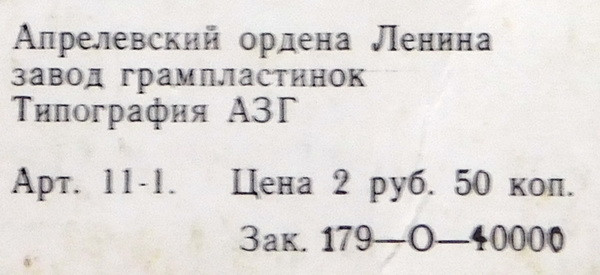 Апрелевский ордена Ленина
завод грампластинок
Типография АЗГ
Арт. 11-1. Цена 2 руб. 50 коп.
Зак. 179—О—40000